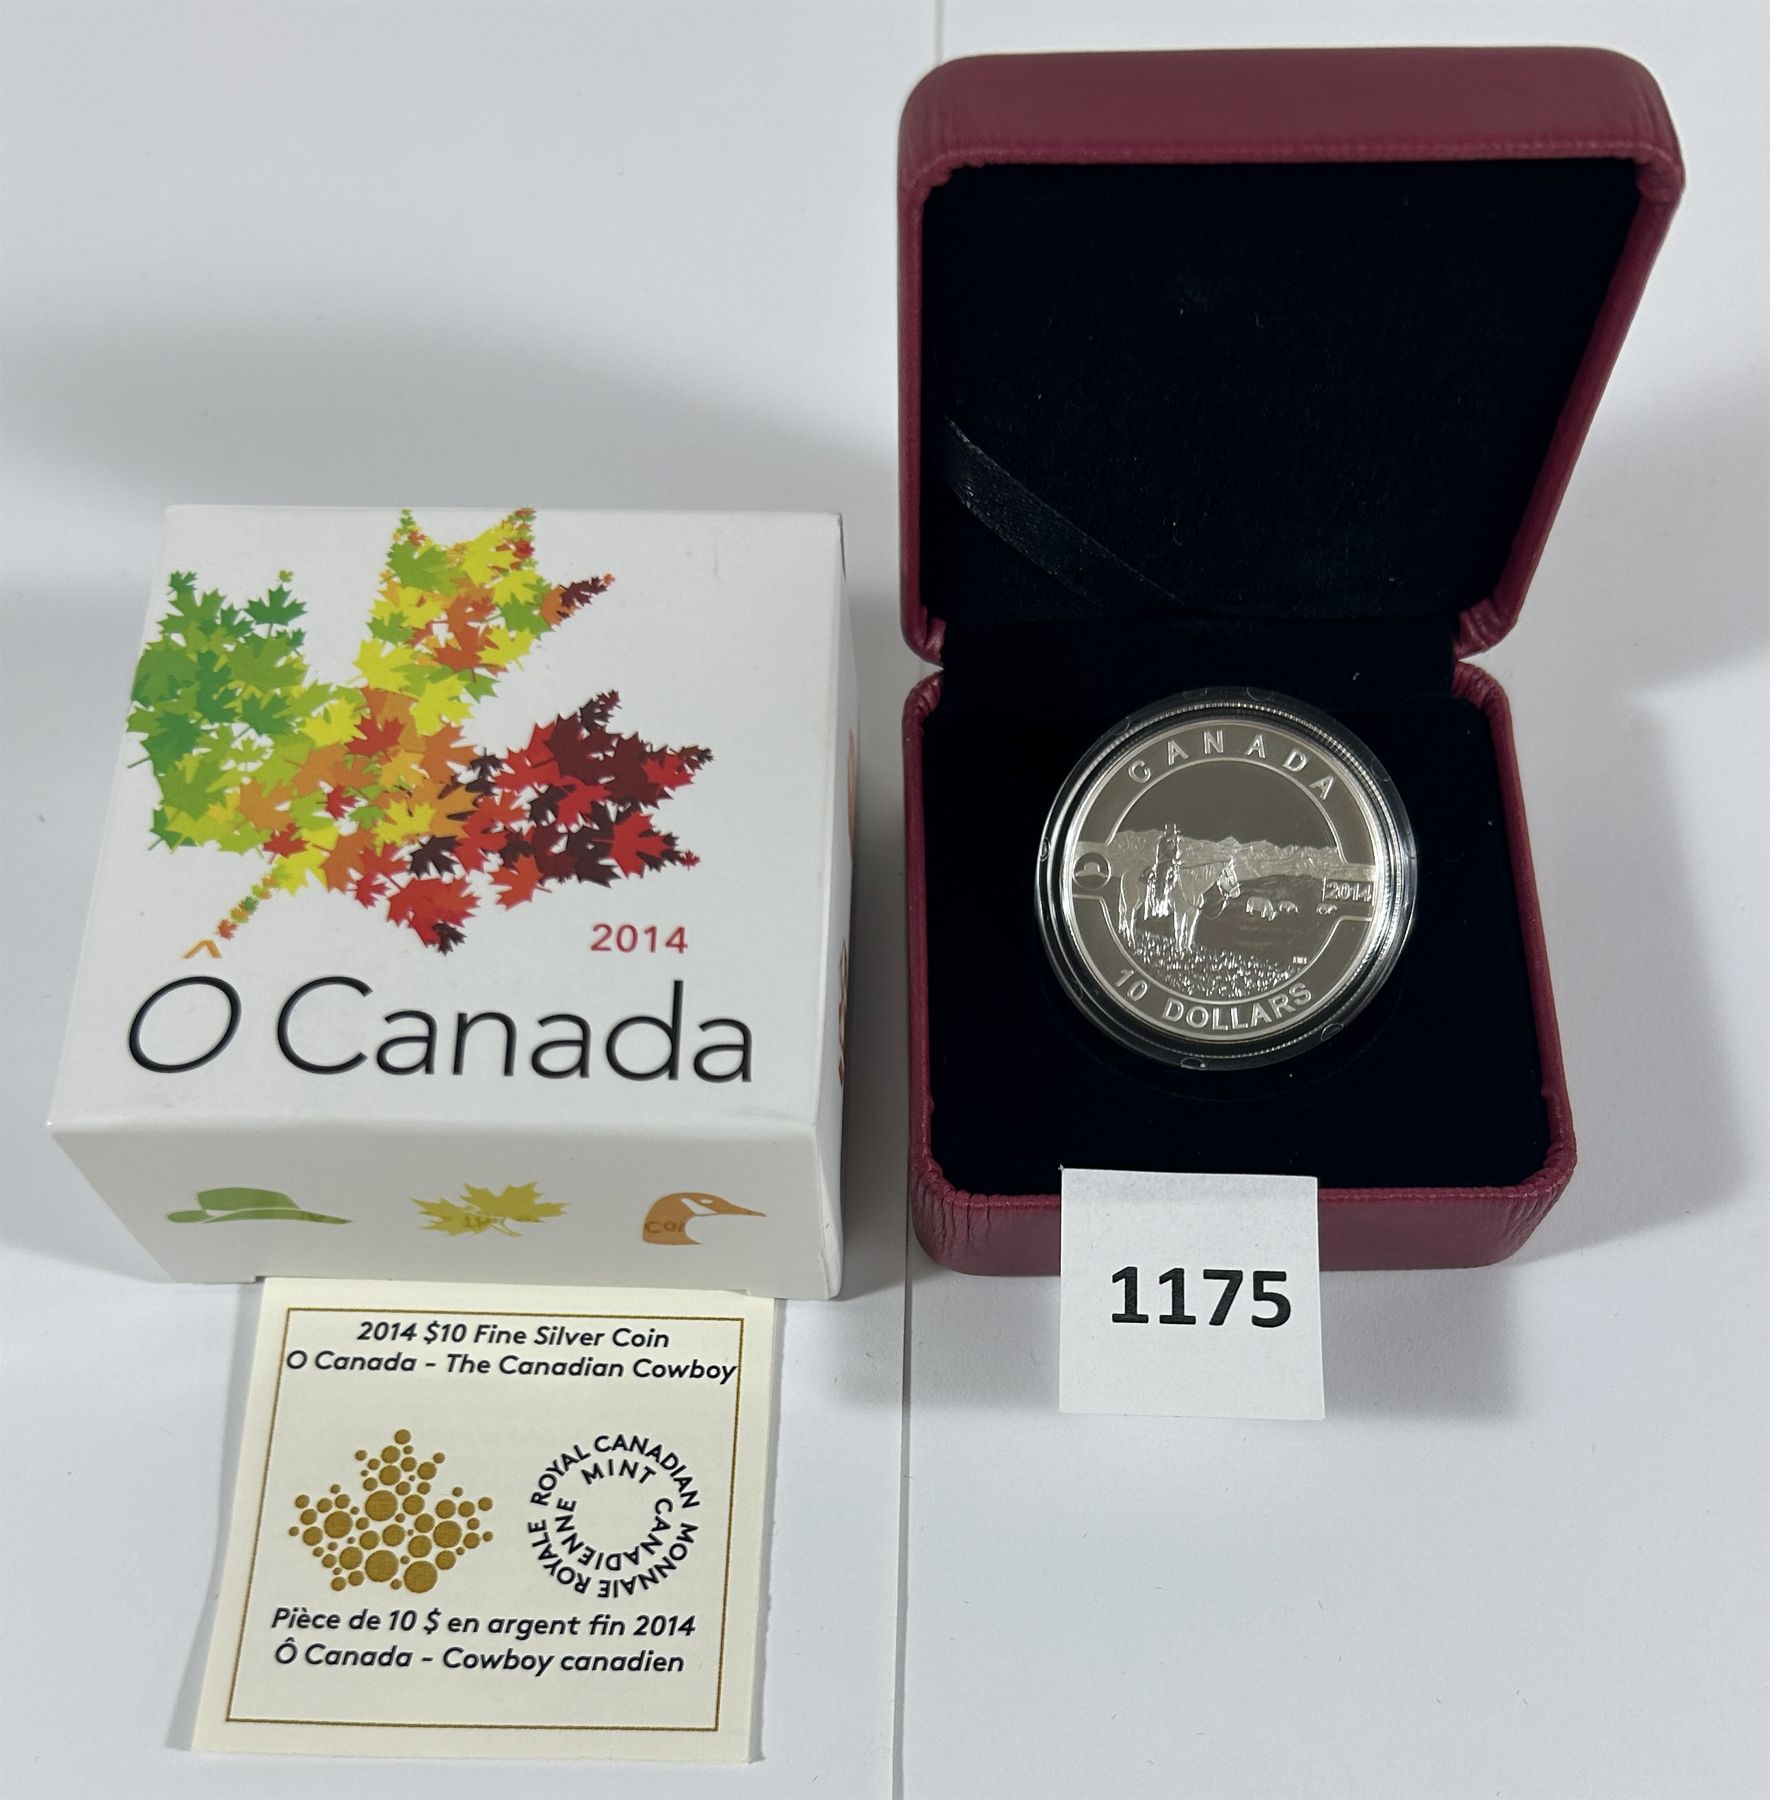 2014
Ô Canada
CANADA
2014
10 DOLLARS
1175
2014 $10 Fine Silver Coin
O Canada - The Canadian Cowboy
ROYAL CANADIAN MINT
MONNAIE ROYALE CANADIENNE
Pièce de 10 $ en argent fin 2014
Ô Canada - Cowboy canadien